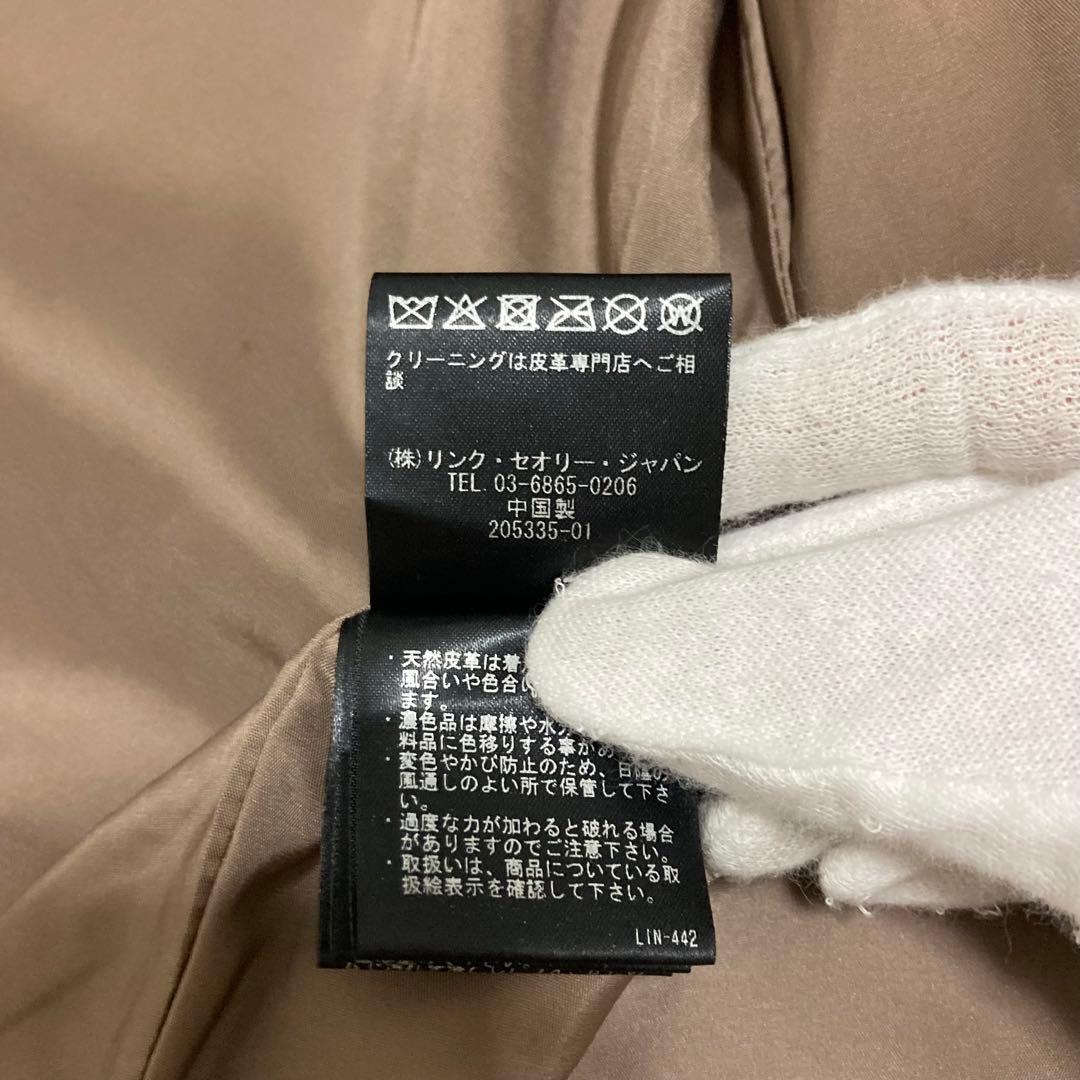 クリーニングは皮革専門店へご相
談
(株)リンク・セオリー・ジャパン
TEL.03-6865-0206
中国製
205335-01
・天然皮革は着
風合いや色合い
ます。
・濃色品は摩擦や水
料品に色移りする事があ
・変色やかび防止のため、日陰の
風通しのよい所で保管して下さ
い。
・過度な力が加わると破れる場合
がありますのでご注意下さい。
・取扱いは、商品についている取
扱絵表示を確認して下さい。
LIN-442